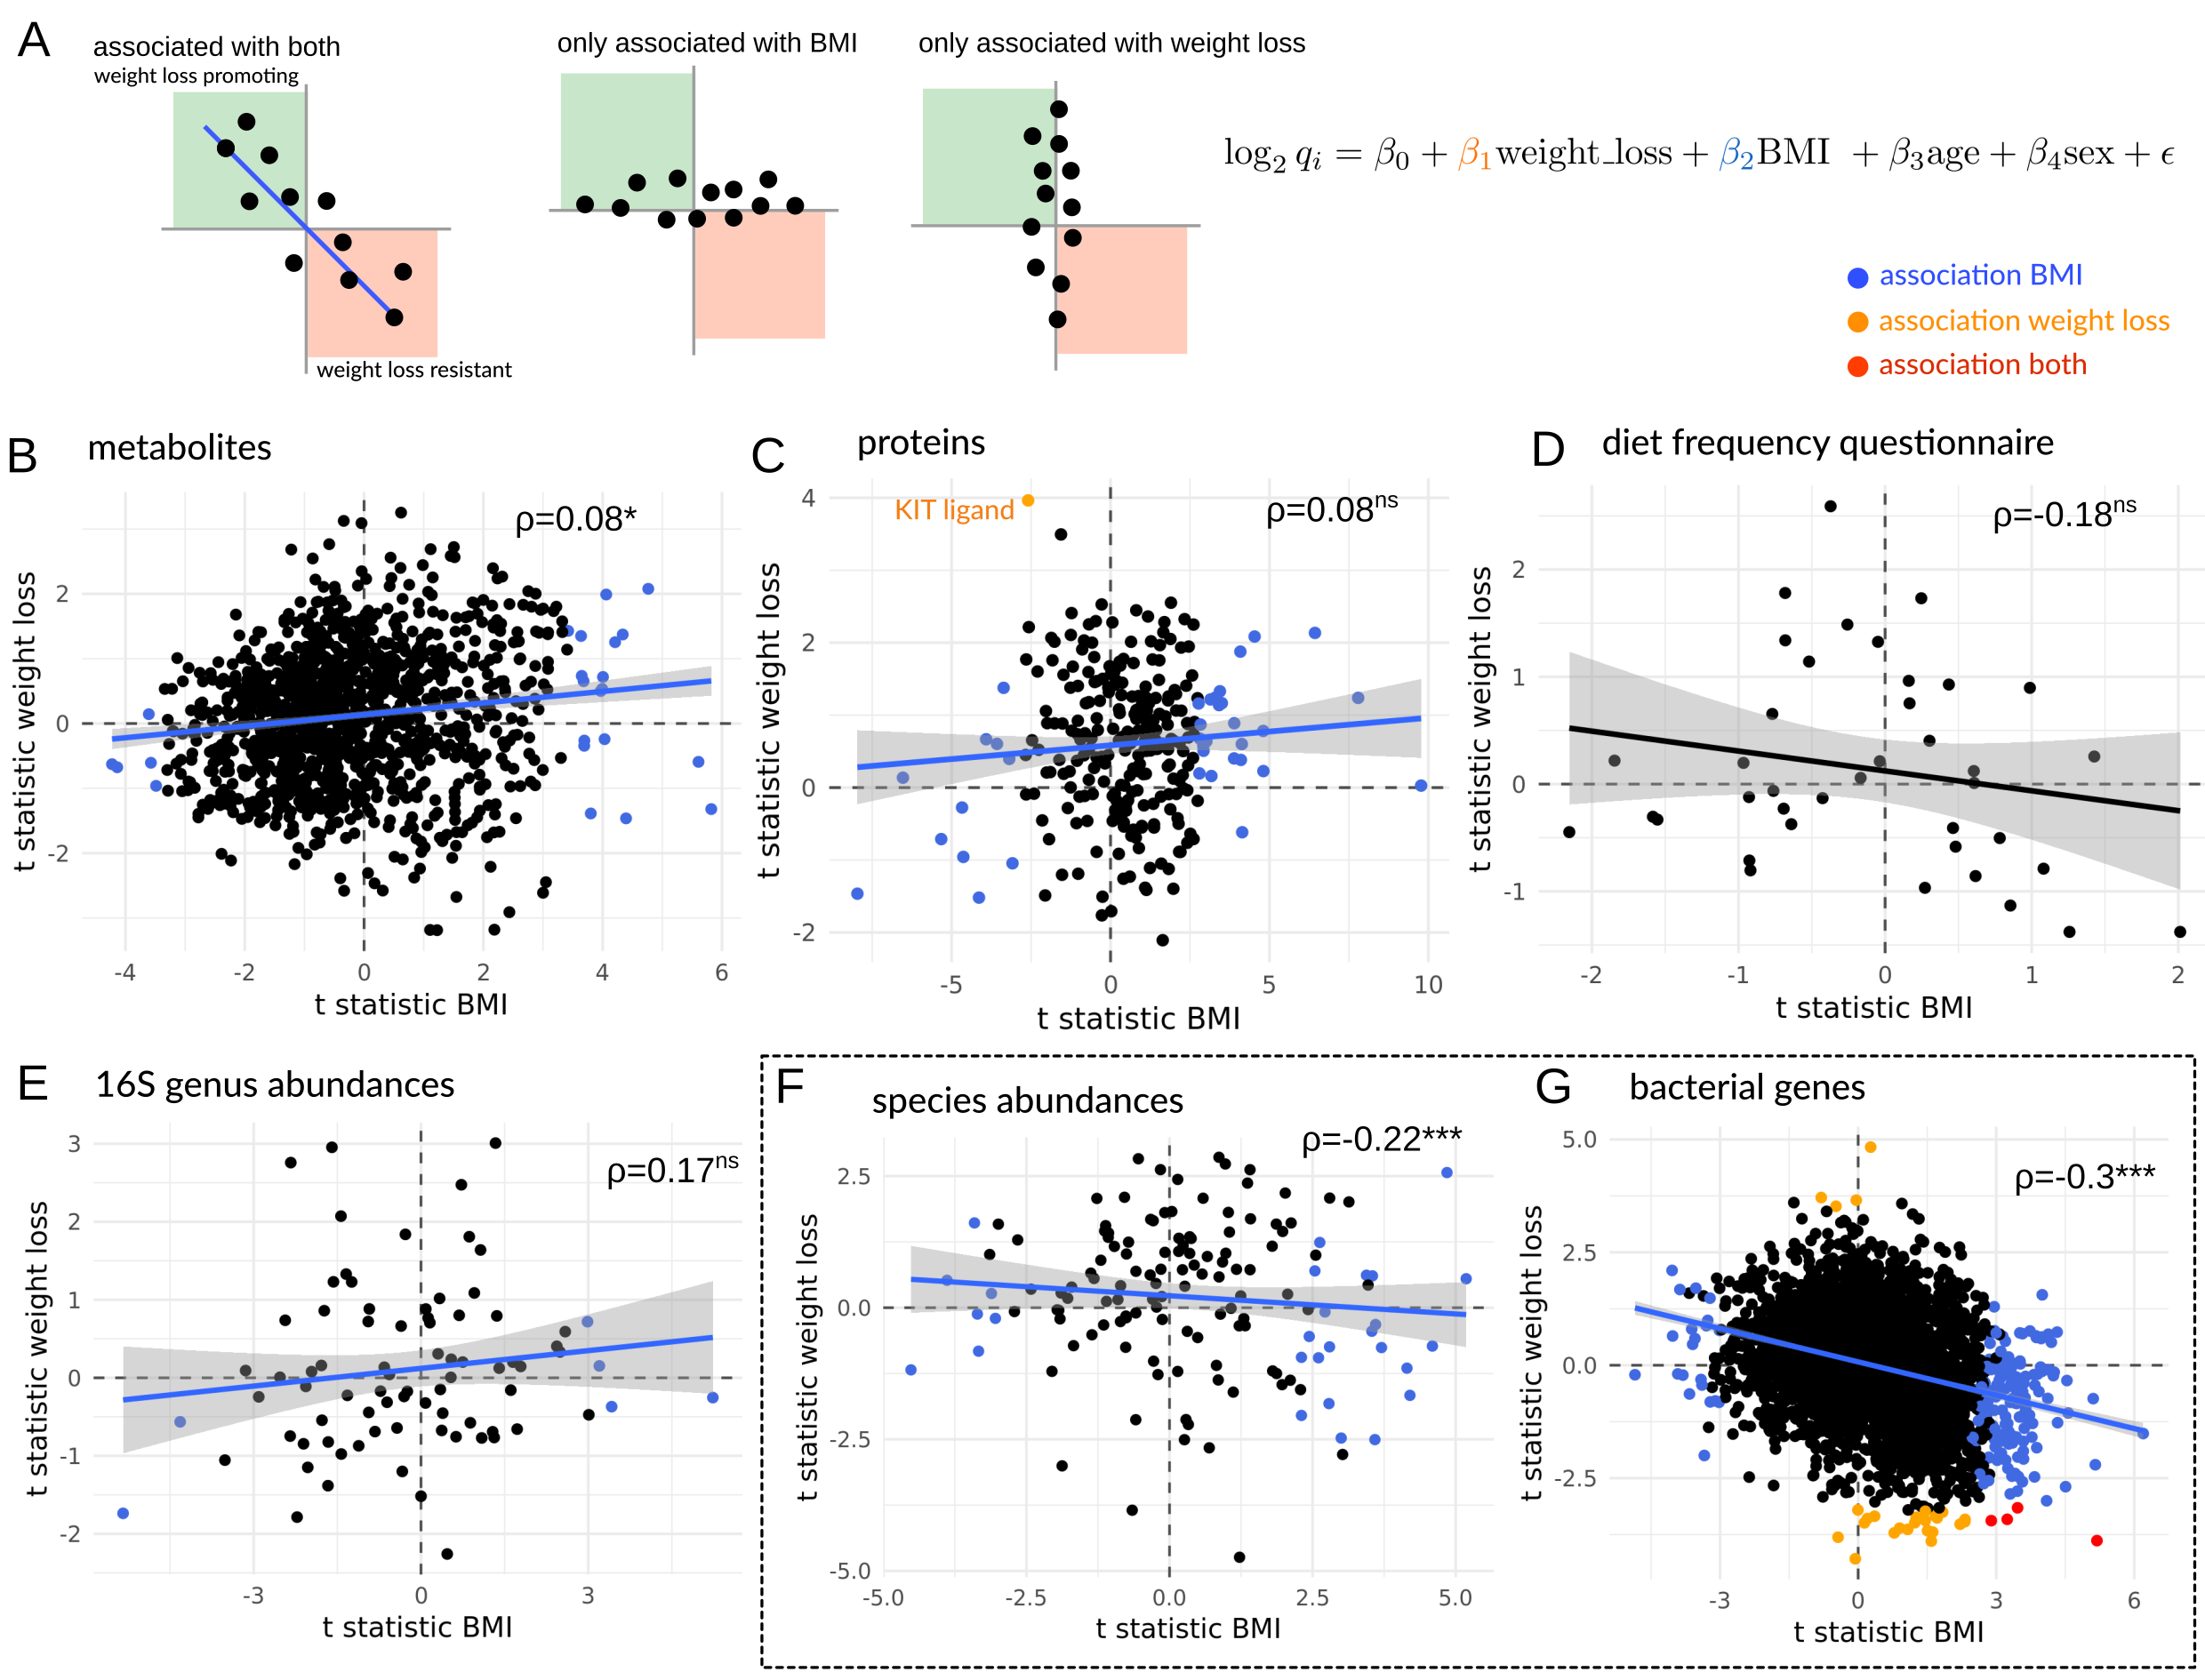 A
associated with both
weight loss promoting
weight loss resistant
only associated with BMI
only associated with weight loss
log₂ qᵢ = β₀ + β₁weight_loss + β₂BMI + β₃age + β₄sex + ϵ
association BMI
association weight loss
association both
B
metabolites
ρ=0.08*
t statistic weight loss
2
0
-2
-4 -2 0 2 4 6
t statistic BMI
C
proteins
KIT ligand
ρ=0.08ns
t statistic weight loss
4
2
0
-2
-5 0 5 10
t statistic BMI
D
diet frequency questionnaire
ρ=-0.18ns
t statistic weight loss
2
1
0
-1
-2 -1 0 1 2
t statistic BMI
E
16S genus abundances
ρ=0.17ns
t statistic weight loss
3
2
1
0
-1
-2
-3 0 3
t statistic BMI
F
species abundances
ρ=-0.22***
t statistic weight loss
2.5
0.0
-2.5
-5.0
-5.0 -2.5 0.0 2.5 5.0
t statistic BMI
G
bacterial genes
ρ=-0.3***
t statistic weight loss
5.0
2.5
0.0
-2.5
-3 0 3 6
t statistic BMI